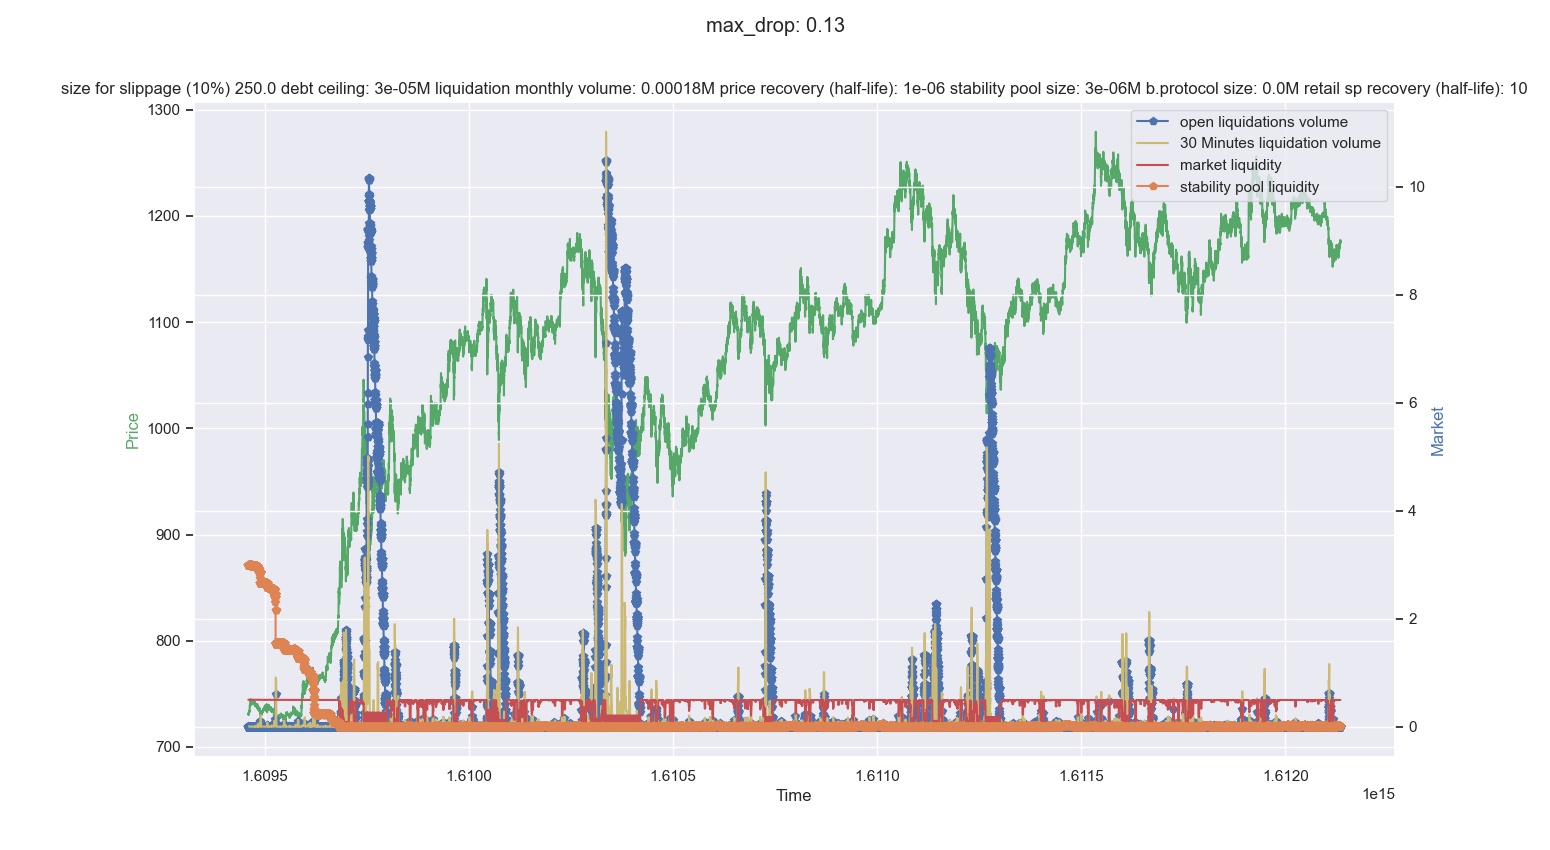 max_drop: 0.13
size for slippage (10%) 250.0 debt ceiling: 3e-05M liquidation monthly volume: 0.00018M price recovery (half-life): 1e-06 stability pool size: 3e-06M b.protocol size: 0.0M retail sp recovery (half-life): 10
open liquidations volume
30 Minutes liquidation volume
market liquidity
stability pool liquidity
1300
1200
1100
1000
900
800
700
Price
10
8
6
4
2
0
Market
1.6095 1.6100 1.6105 1.6110 1.6115 1.6120
1e15
Time